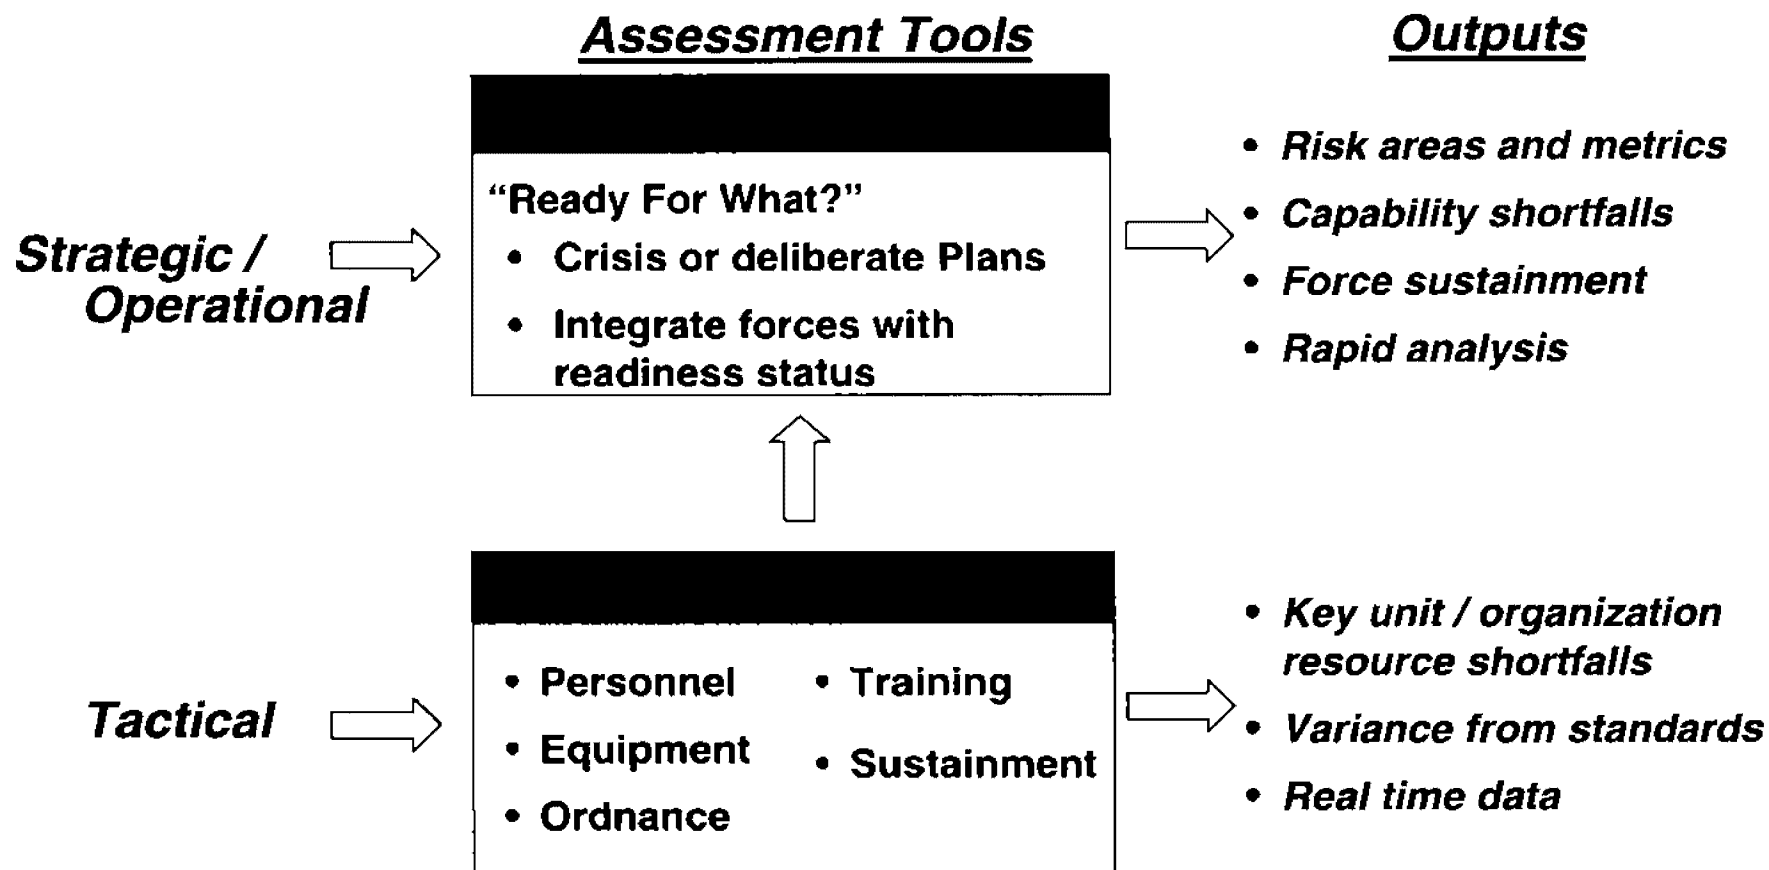 Assessment Tools
Outputs
Strategic /
Operational
"Ready For What?"
• Crisis or deliberate Plans
• Integrate forces with
readiness status
• Risk areas and metrics
• Capability shortfalls
• Force sustainment
• Rapid analysis
Tactical
• Personnel
• Equipment
• Ordnance
• Training
• Sustainment
• Key unit / organization
resource shortfalls
• Variance from standards
• Real time data